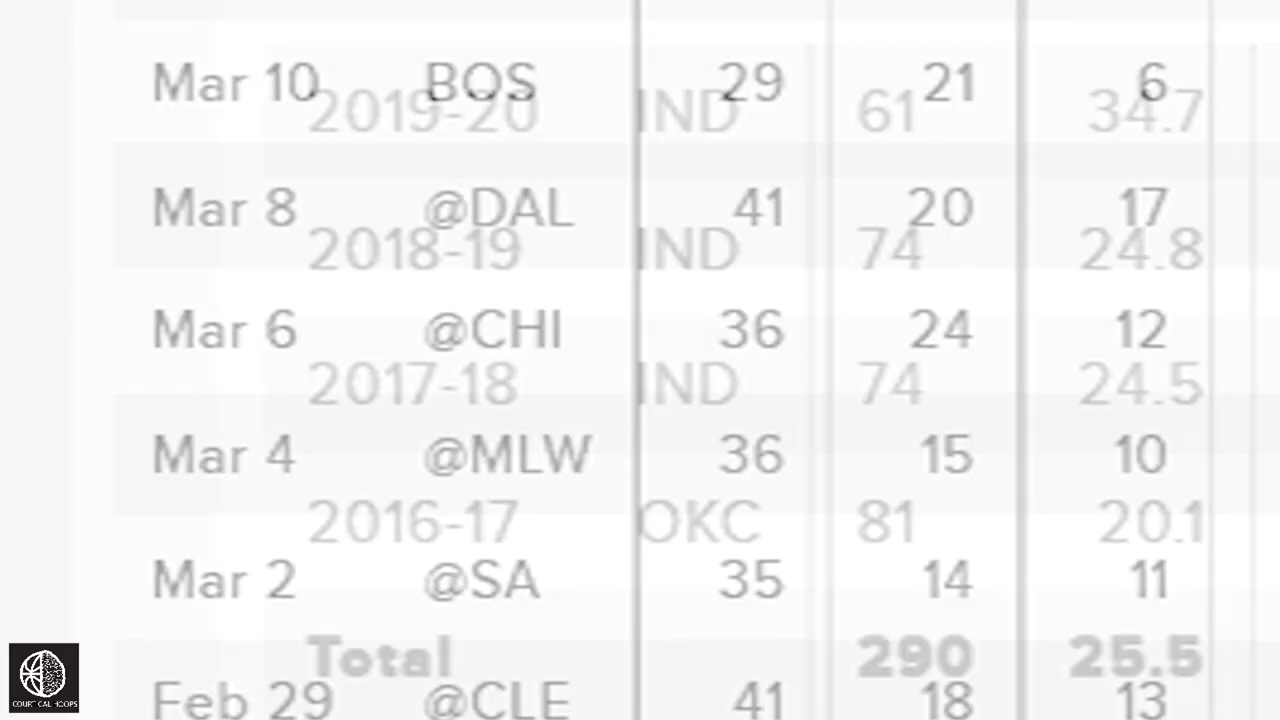 Mar 10 BOS 29 21 6
2019-20 IND 61 34.7
Mar 8 @DAL 41 20 17
2018-19 IND 74 24.8
Mar 6 @CHI 36 24 12
2017-18 IND 74 24.5
Mar 4 @MLW 36 15 10
2016-17 OKC 81 20.1
Mar 2 @SA 35 14 11
Total 290 25.5
Feb 29 @CLE 41 18 13
COURTICAL HOOPS